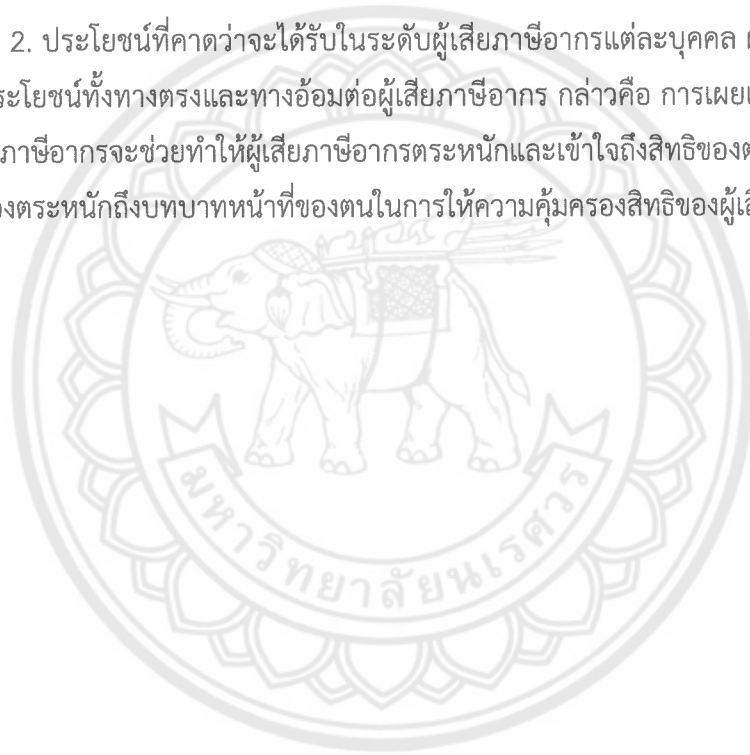 2. ประโยชน์ที่คาดว่าจะได้รับในระดับผู้เสียภาษีอากรแต่ละบุคคล
ระโยชน์ทั้งทางตรงและทางอ้อมต่อผู้เสียภาษีอากร กล่าวคือ การเผยแ
ภาษีอากรจะช่วยทำให้ผู้เสียภาษีอากรตระหนักและเข้าใจถึงสิทธิของต
องตระหนักถึงบทบาทหน้าที่ของตนในการให้ความคุ้มครองสิทธิของผู้เสี
มหาวิทยาลัยนเรศวร